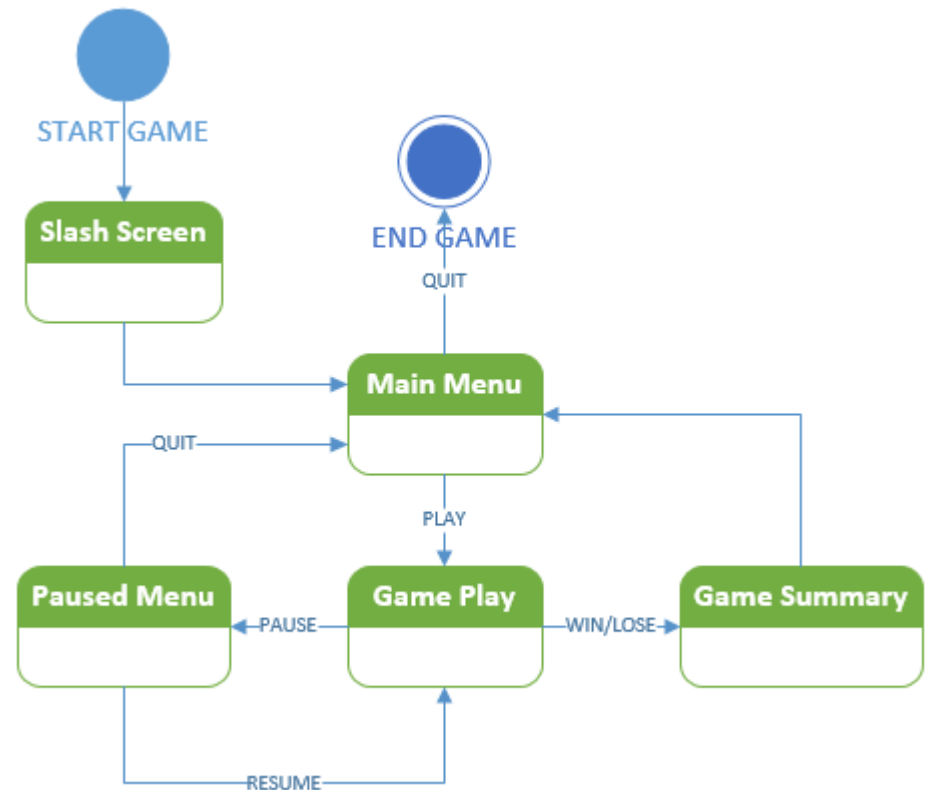 START GAME
Slash Screen
END GAME
QUIT
Main Menu
QUIT
PLAY
Paused Menu
Game Play
Game Summary
PAUSE
WIN/LOSE
RESUME